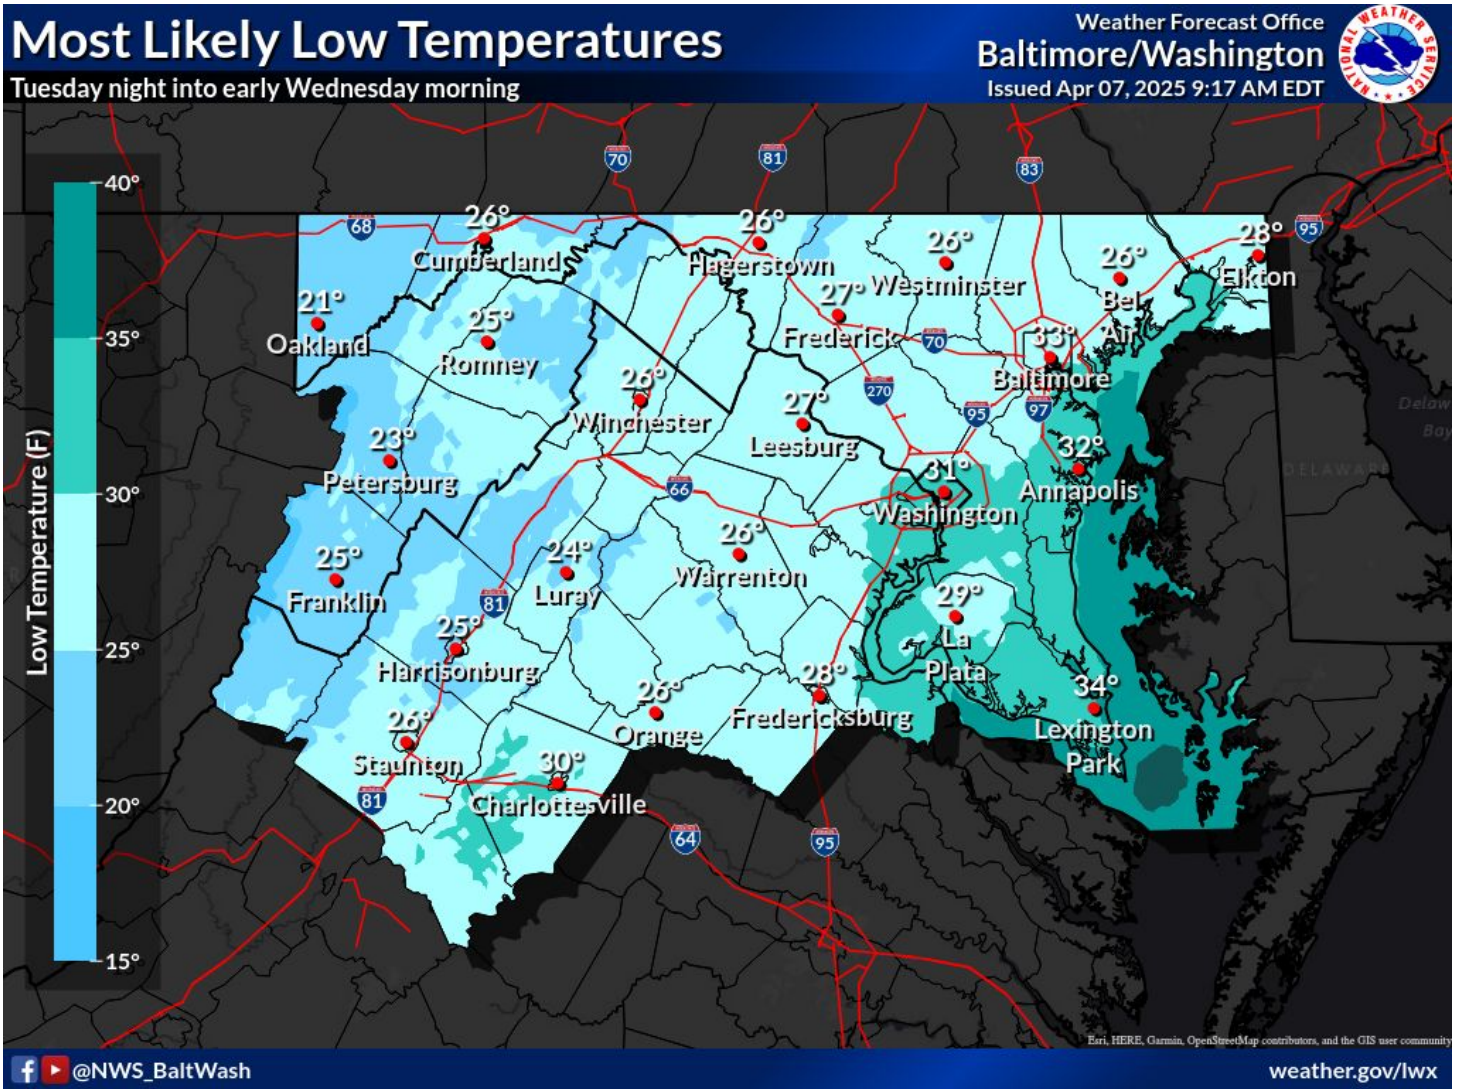 Most Likely Low Temperatures
Tuesday night into early Wednesday morning
Weather Forecast Office
Baltimore/Washington
Issued Apr 07, 2025 9:17 AM EDT
NATIONAL WEATHER SERVICE
70
81
83
40°
68
26°
Cumberland
26°
Hagerstown
26°
Westminster
26°
Bel
Air
28°
Elkton
95
21°
Oakland
25°
Romney
27°
Frederick
70
33°
Baltimore
35°
26°
Winchester
27°
Leesburg
270
95
97
Delaw
Bay
23°
Petersburg
32°
Annapolis
DELAWARE
30°
66
31°
Washington
25°
Franklin
24°
Luray
26°
Warrenton
29°
La
Plata
81
25°
Harrisonburg
25°
26°
Orange
28°
Fredericksburg
34°
Lexington
Park
26°
Staunton
30°
Charlottesville
20°
81
64
95
15°
Low Temperature (F)
Esri, HERE, Garmin, OpenStreetMap contributors, and the GIS user community
@NWS_BaltWash
weather.gov/lwx